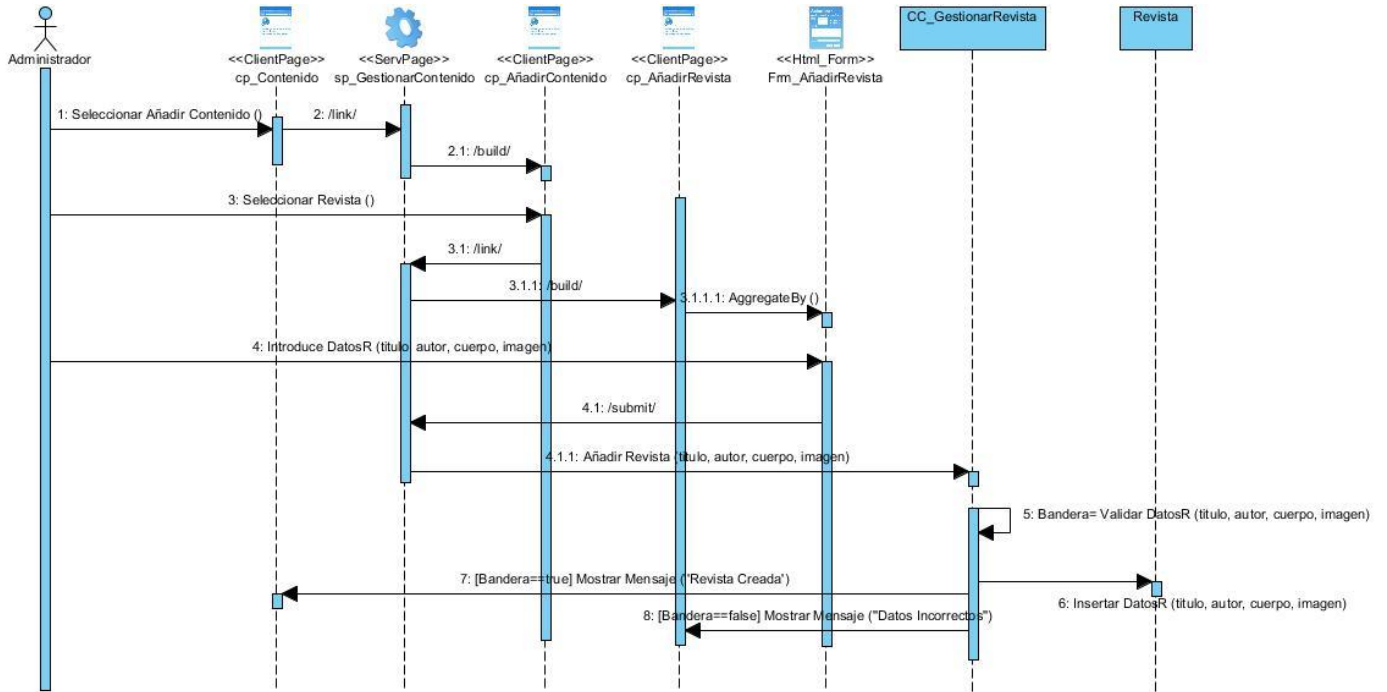 Administrador
<<ClientPage>>
cp_Contenido
<<ServPage>>
sp_GestionarContenido
<<ClientPage>>
cp_AñadirContenido
<<ClientPage>>
cp_AñadirRevista
<<Html_Form>>
Frm_AñadirRevista
CC_GestionarRevista
Revista
1: Seleccionar Añadir Contenido ()
2: /link/
2.1: /build/
3: Seleccionar Revista ()
3.1: /link/
3.1.1: /build/
3.1.1.1: AggregateBy ()
4: Introduce DatosR (titulo, autor, cuerpo, imagen)
4.1: /submit/
4.1.1: Añadir Revista (titulo, autor, cuerpo, imagen)
5: Bandera= Validar DatosR (titulo, autor, cuerpo, imagen)
7: [Bandera==true] Mostrar Mensaje ("Revista Creada")
6: Insertar DatosR (titulo, autor, cuerpo, imagen)
8: [Bandera==false] Mostrar Mensaje ("Datos Incorrectos")